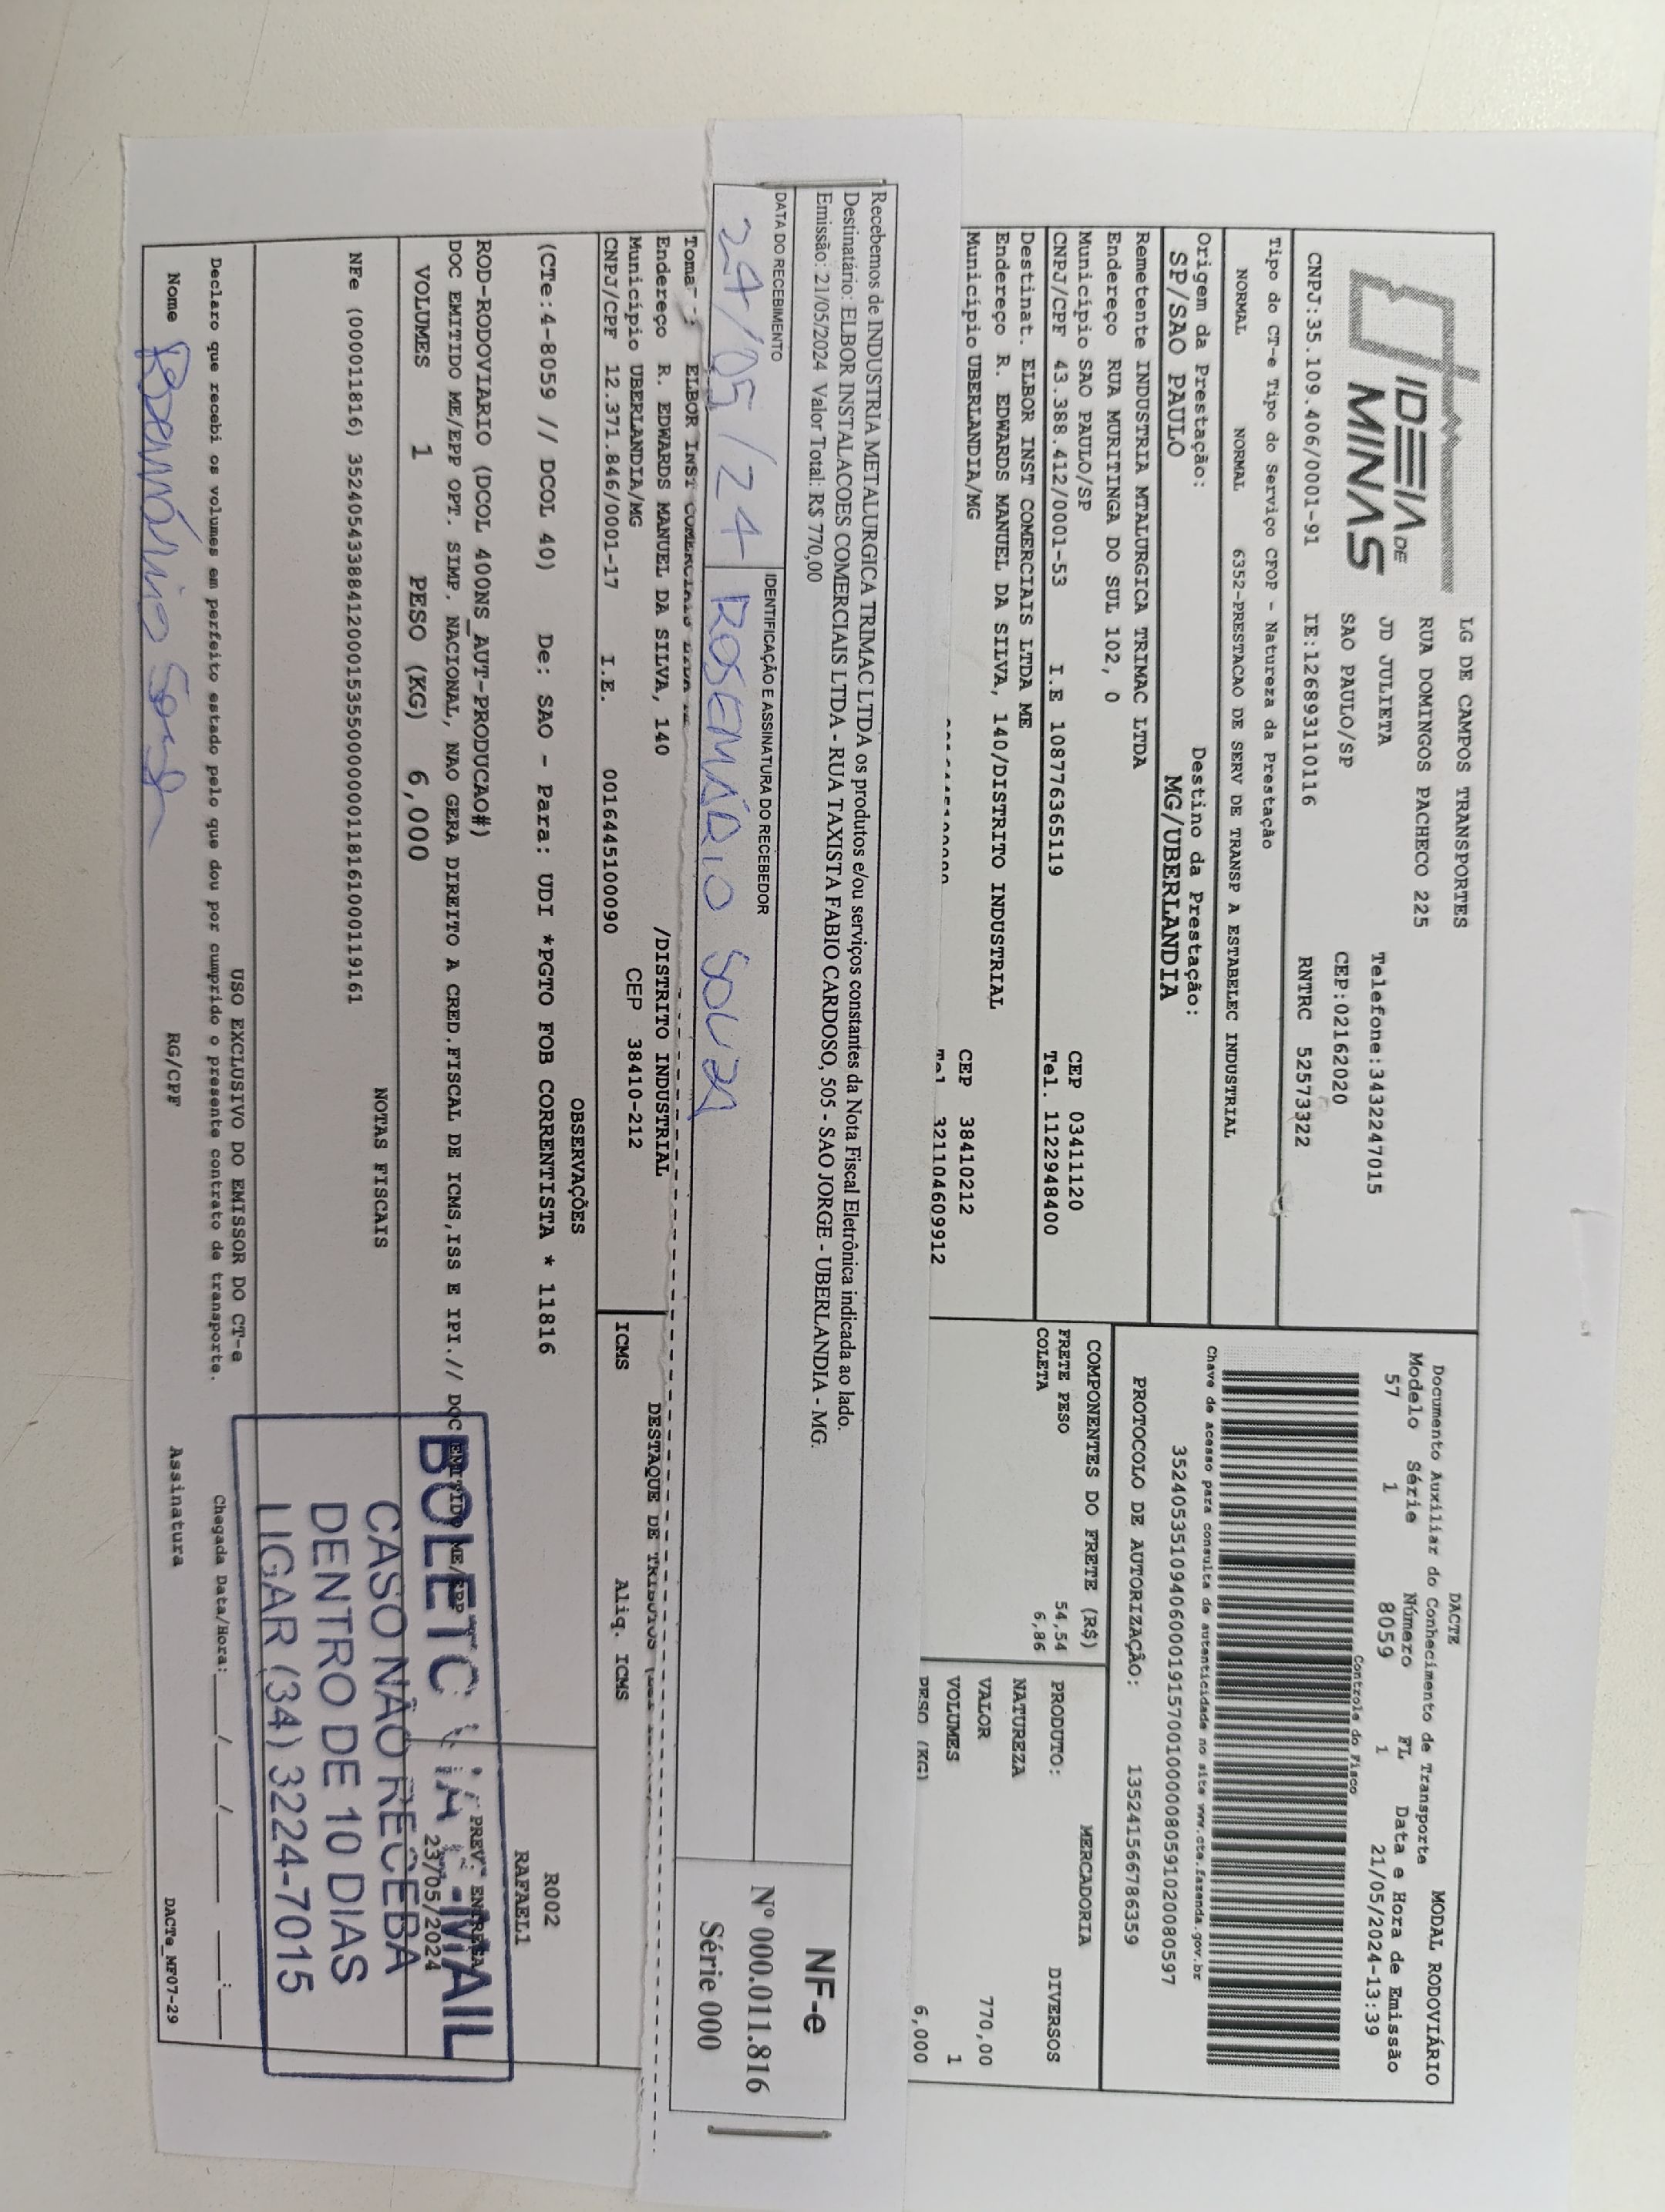 IDEIA DE
MINAS
LG DE CAMPOS TRANSPORTES
RUA DOMINGOS PACHECO 225
JD JULIETA
Telefone:3432247015
SAO PAULO/SP
CEP:02162020
CNPJ:35.109.406/0001-91
IE:126893110116
RNTRC 52573322
DACTE
MODAL RODOVIÁRIO
Documento Auxiliar do Conhecimento de Transporte
Modelo Série Número FL Data e Hora de Emissão
57 1 8059 1 21/05/2024-13:39
Controle do Fisco
Tipo do CT-e Tipo do Serviço CFOP - Natureza da Prestação
NORMAL NORMAL 6352-PRESTACAO DE SERV DE TRANSP A ESTABELEC INDUSTRIAL
Chave de acesso para consulta de autenticidade no site www.cte.fazenda.gov.br
35240535109406000191570010000080591020080597
Origem da Prestação: Destino da Prestação:
SP/SAO PAULO MG/UBERLANDIA
PROTOCOLO DE AUTORIZAÇÃO: 135241566786359
Remetente INDUSTRIA MTALURGICA TRIMAC LTDA
Endereço RUA MURITINGA DO SUL 102, 0
Município SAO PAULO/SP CEP 03411120
CNPJ/CPF 43.388.412/0001-53 I.E 1087776365119 Tel. 1122948400
Destinat. ELBOR INST COMERCIAIS LTDA ME
Endereço R. EDWARDS MANUEL DA SILVA, 140/DISTRITO INDUSTRIAL
Município UBERLANDIA/MG CEP 38410212
Tel 321104609912
COMPONENTES DO FRETE (R$)
FRETE PESO 54,54
COLETA 6,86
MERCADORIA
PRODUTO: DIVERSOS
NATUREZA
VALOR 770,00
VOLUMES 1
PESO (KG) 6,000
Recebemos de INDUSTRIA METALURGICA TRIMAC LTDA os produtos e/ou serviços constantes da Nota Fiscal Eletrônica indicada ao lado.
Destinatário: ELBOR INSTALACOES COMERCIAIS LTDA - RUA TAXISTA FABIO CARDOSO, 505 - SAO JORGE - UBERLANDIA - MG.
Emissão: 21/05/2024 Valor Total: R$ 770,00
DATA DO RECEBIMENTO
24/05/24
IDENTIFICAÇÃO E ASSINATURA DO RECEBEDOR
ROSEMÁRIO SOUZA
NF-e
Nº 000.011.816
Série 000
Toma ELBOR INST COMERCIAIS
Endereço R. EDWARDS MANUEL DA SILVA, 140 /DISTRITO INDUSTRIAL
Município UBERLANDIA/MG CEP 38410-212
CNPJ/CPF 12.371.846/0001-17 I.E. 0016445100090
DESTAQUE DE TRIBUTOS
ICMS Aliq. ICMS
OBSERVAÇÕES
(CTe:4-8059 // DCOL 40) De: SAO - Para: UDI *PGTO FOB CORRENTISTA * 11816
R002
RAFAEL1
ROD-RODOVIARIO (DCOL 400NS_AUT-PRODUCAO#)
DOC EMITIDO ME/EPP OPT. SIMP. NACIONAL, NAO GERA DIREITO A CRED.FISCAL DE ICMS,ISS E IPI.// DOC EMITIDO ME/EPP
PREV. ENTREGA
23/05/2024
VOLUMES 1 PESO (KG) 6,000
NOTAS FISCAIS
NFe (000011816) 35240543388412000153550000000118161000119161
BOLETO VIA E-MAIL
CASO NÃO RECEBA
DENTRO DE 10 DIAS
LIGAR (34) 3224-7015
USO EXCLUSIVO DO EMISSOR DO CT-e
Declaro que recebi os volumes em perfeito estado pelo que dou por cumprido o presente contrato de transporte.
Chegada Data/Hora: ___/___/___ __:__
Nome Rosemário Souza RG/CPF Assinatura
DACTe_MF07-29